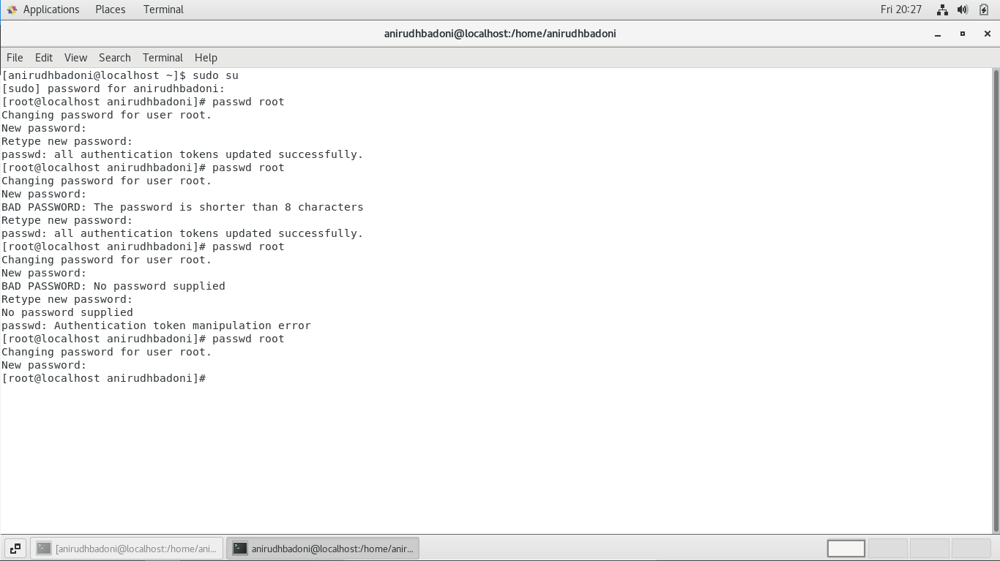 Applications Places Terminal Fri 20:27
anirudhbadoni@localhost:/home/anirudhbadoni
File Edit View Search Terminal Help
[anirudhbadoni@localhost ~]$ sudo su
[sudo] password for anirudhbadoni:
[root@localhost anirudhbadoni]# passwd root
Changing password for user root.
New password:
Retype new password:
passwd: all authentication tokens updated successfully.
[root@localhost anirudhbadoni]# passwd root
Changing password for user root.
New password:
BAD PASSWORD: The password is shorter than 8 characters
Retype new password:
passwd: all authentication tokens updated successfully.
[root@localhost anirudhbadoni]# passwd root
Changing password for user root.
New password:
BAD PASSWORD: No password supplied
Retype new password:
No password supplied
passwd: Authentication token manipulation error
[root@localhost anirudhbadoni]# passwd root
Changing password for user root.
New password:
[root@localhost anirudhbadoni]#
[anirudhbadoni@localhost:/home/ani... anirudhbadoni@localhost:/home/anir...